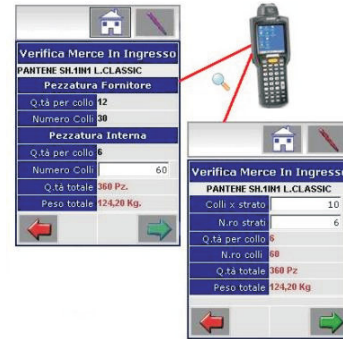 Verifica Merce In Ingresso
PANTENE SH.1IN1 L.CLASSIC
Pezzatura Fornitore
Q.tà per collo 12
Numero Colli 30
Pezzatura Interna
Q.tà per collo 6
Numero Colli 60
Q.tà totale 360 Pz.
Peso totale 124,20 Kg.
Verifica Merce In Ingresso
PANTENE SH.1IN1 L.CLASSIC
Colli x strato 10
N.ro strati 6
Q.tà per collo 6
N.ro colli 60
Q.tà totale 360 Pz
Peso totale 124,20 Kg